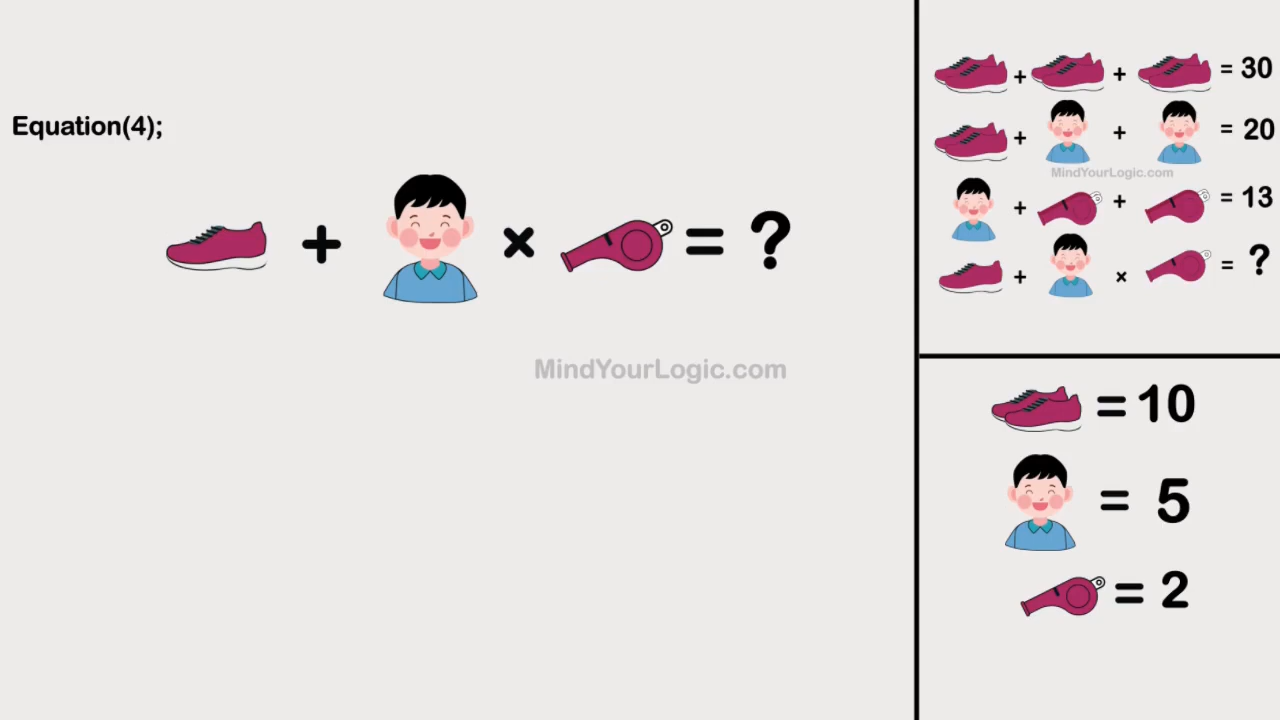 Equation(4);
+ × = ?
MindYourLogic.com
+ + = 30
+ + = 20
MindYourLogic.com
+ + = 13
+ × = ?
= 10
= 5
= 2